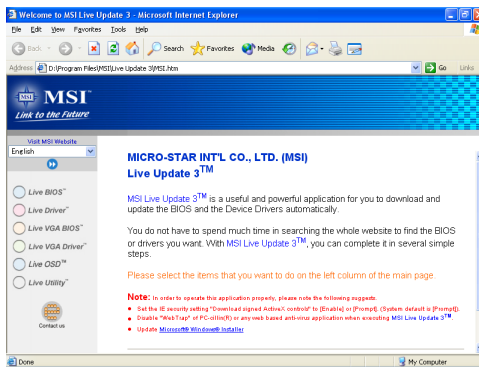 Welcome to MSI Live Update 3 - Microsoft Internet Explorer
File Edit View Favorites Tools Help
Back Search Favorites Media
Address D:\Program Files\MSI\Live Update 3\MSI.htm Go Links
MSI
MSI™
Link to the Future
Visit MSI Website
English
Live BIOS™
Live Driver™
Live VGA BIOS™
Live VGA Driver™
Live OSD™
Live Utility™
Contact us
MICRO-STAR INT'L CO., LTD. (MSI)
Live Update 3™
MSI Live Update 3™ is a useful and powerful application for you to download and
update the BIOS and the Device Drivers automatically.
You do not have to spend much time in searching the whole website to find the BIOS
or drivers you want. With MSI Live Update 3™, you can complete it in several simple
steps.
Please select the items that you want to do on the left column of the main page.
Note: In order to operate this application properly, please note the following suggests.
Set the IE security setting "Download signed ActiveX controls" to [Enable] or [Prompt]. (System default is [Prompt]).
Disable "WebTrap" of PC-cillin(R) or any web based anti-virus application when executing MSI Live Update 3™.
Update Microsoft® Windows® Installer
Done My Computer